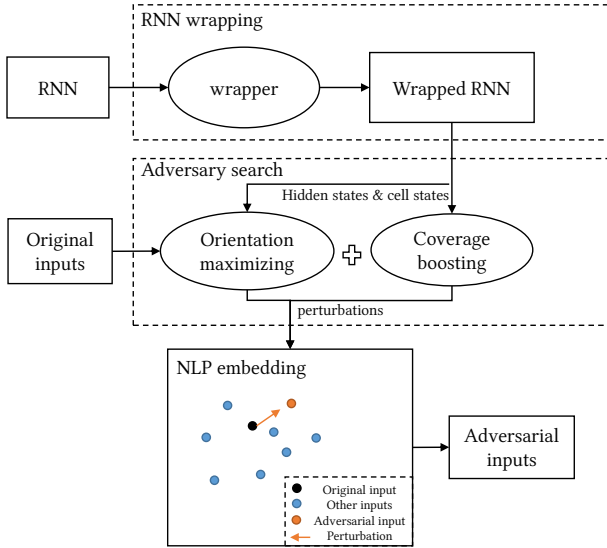 RNN wrapping
RNN
wrapper
Wrapped RNN
Adversary search
Hidden states & cell states
Original
inputs
Orientation
maximizing
Coverage
boosting
perturbations
NLP embedding
Adversarial
inputs
Original input
Other inputs
Adversarial input
Perturbation